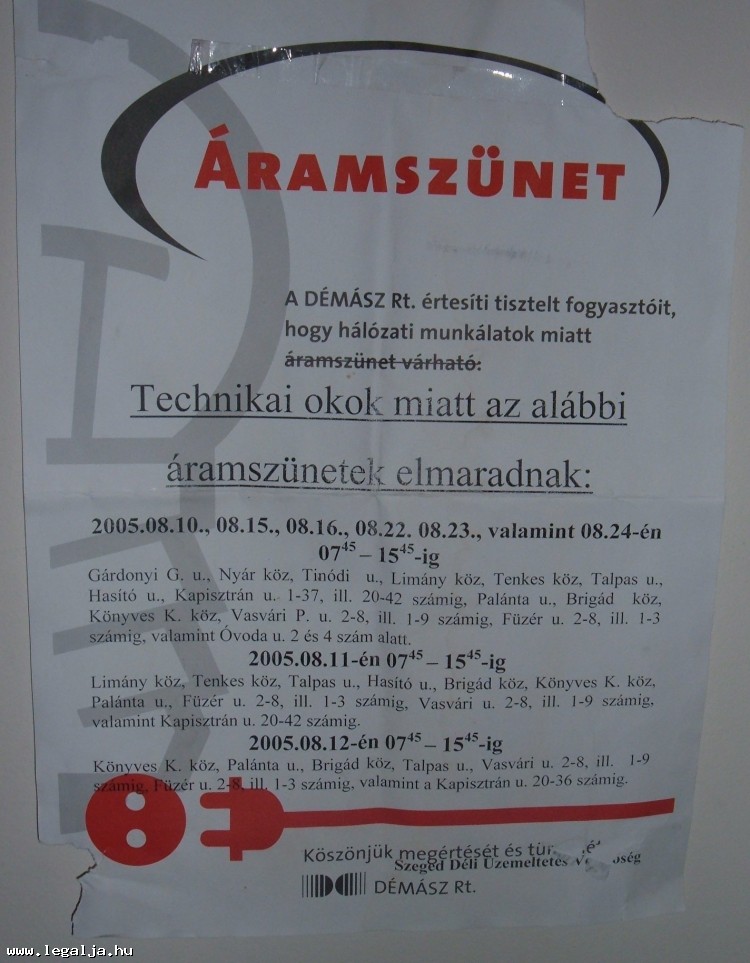 ÁRAMSZÜNET
A DÉMÁSZ Rt. értesíti tisztelt fogyasztóit,
hogy hálózati munkálatok miatt
áramszünet várható:
Technikai okok miatt az alábbi
áramszünetek elmaradnak:
2005.08.10., 08.15., 08.16., 08.22. 08.23., valamint 08.24-én
07⁴⁵ – 15⁴⁵-ig
Gárdonyi G. u., Nyár köz, Tinódi u., Limány köz, Tenkes köz, Talpas u.,
Hasító u., Kapisztrán u. 1-37, ill. 20-42 számig, Palánta u., Brigád köz,
Könyves K. köz, Vasvári P. u. 2-8, ill. 1-9 számig, Füzér u. 2-8, ill. 1-3
számig, valamint Óvoda u. 2 és 4 szám alatt.
2005.08.11-én 07⁴⁵ – 15⁴⁵-ig
Limány köz, Tenkes köz, Talpas u., Hasító u., Brigád köz, Könyves K. köz,
Palánta u., Füzér u. 2-8, ill. 1-3 számig, Vasvári u. 2-8, ill. 1-9 számig,
valamint Kapisztrán u. 20-42 számig.
2005.08.12-én 07⁴⁵ – 15⁴⁵-ig
Könyves K. köz, Palánta u., Brigád köz, Talpas u., Vasvári u. 2-8, ill. 1-9
számig, Füzér u. 2-8, ill. 1-3 számig, valamint a Kapisztrán u. 20-36 számig.
Köszönjük megértését és
Szeged Déli Üzemeltetés
DÉMÁSZ Rt.
www.legalja.hu